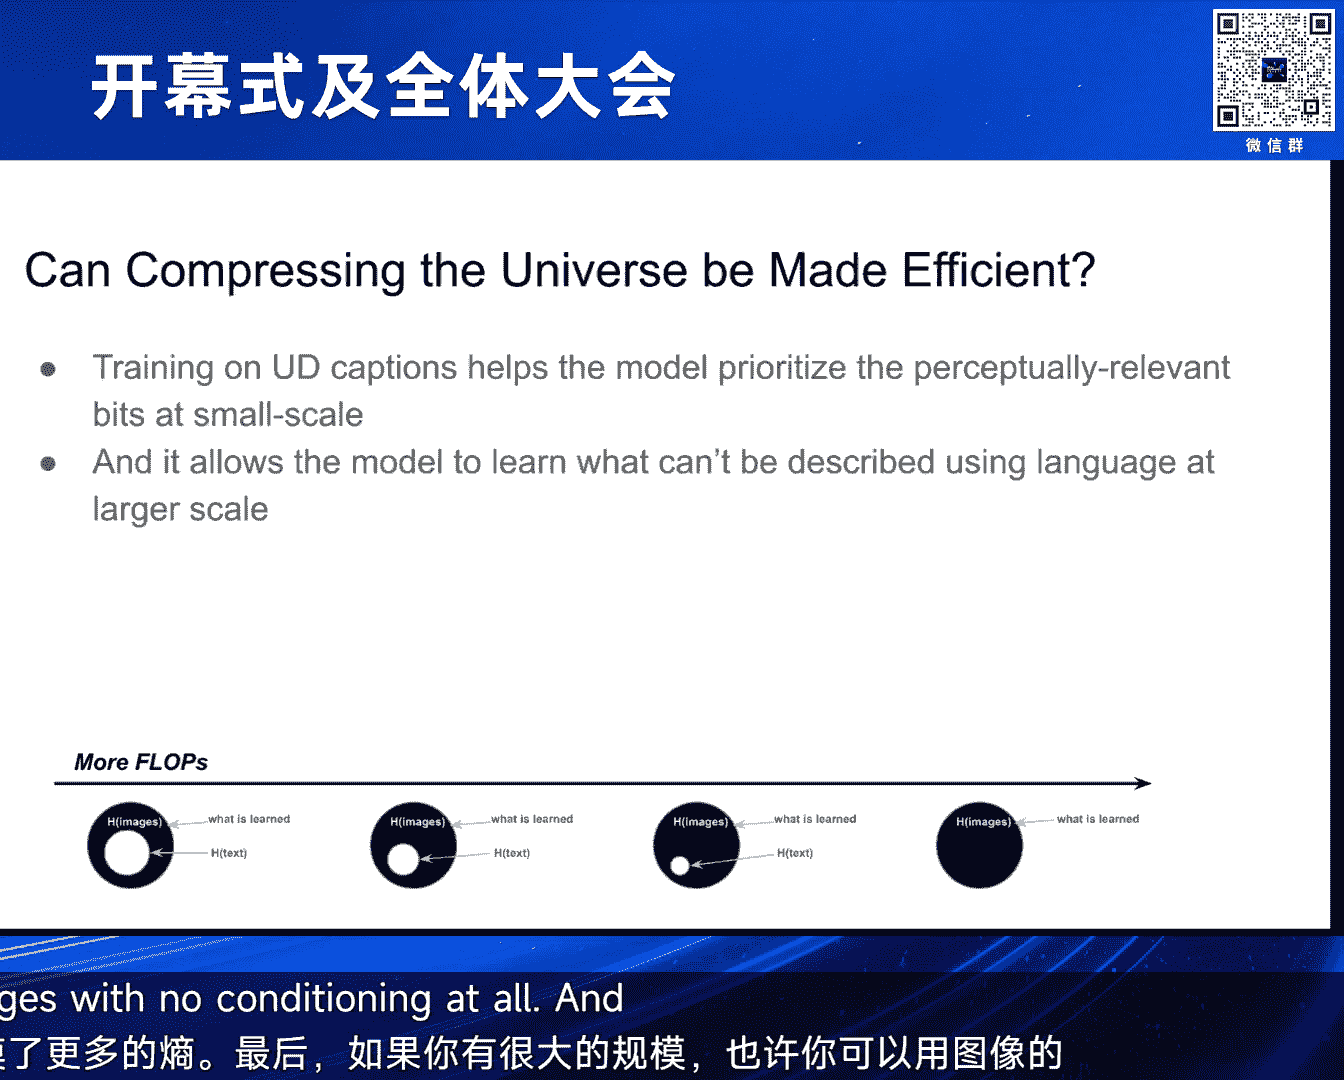 开幕式及全体大会
微信群
Can Compressing the Universe be Made Efficient?
● Training on UD captions helps the model prioritize the perceptually-relevant
bits at small-scale
● And it allows the model to learn what can't be described using language at
larger scale
More FLOPs
H(images) what is learned
H(text)
H(images) what is learned
H(text)
H(images) what is learned
H(text)
H(images) what is learned
with no conditioning at all. And
了更多的熵。最后，如果你有很大的规模，也许你可以用图像的